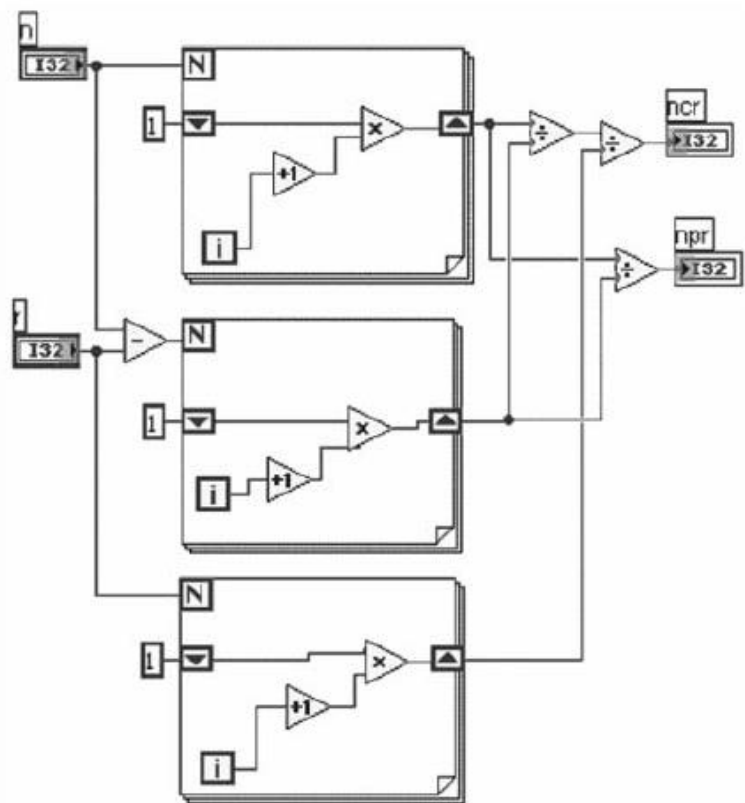 n
I32
N
1
×
+1
i
÷
÷
ncr
I32
npr
÷
I32
r
I32
−
N
1
×
+1
i
N
1
×
+1
i